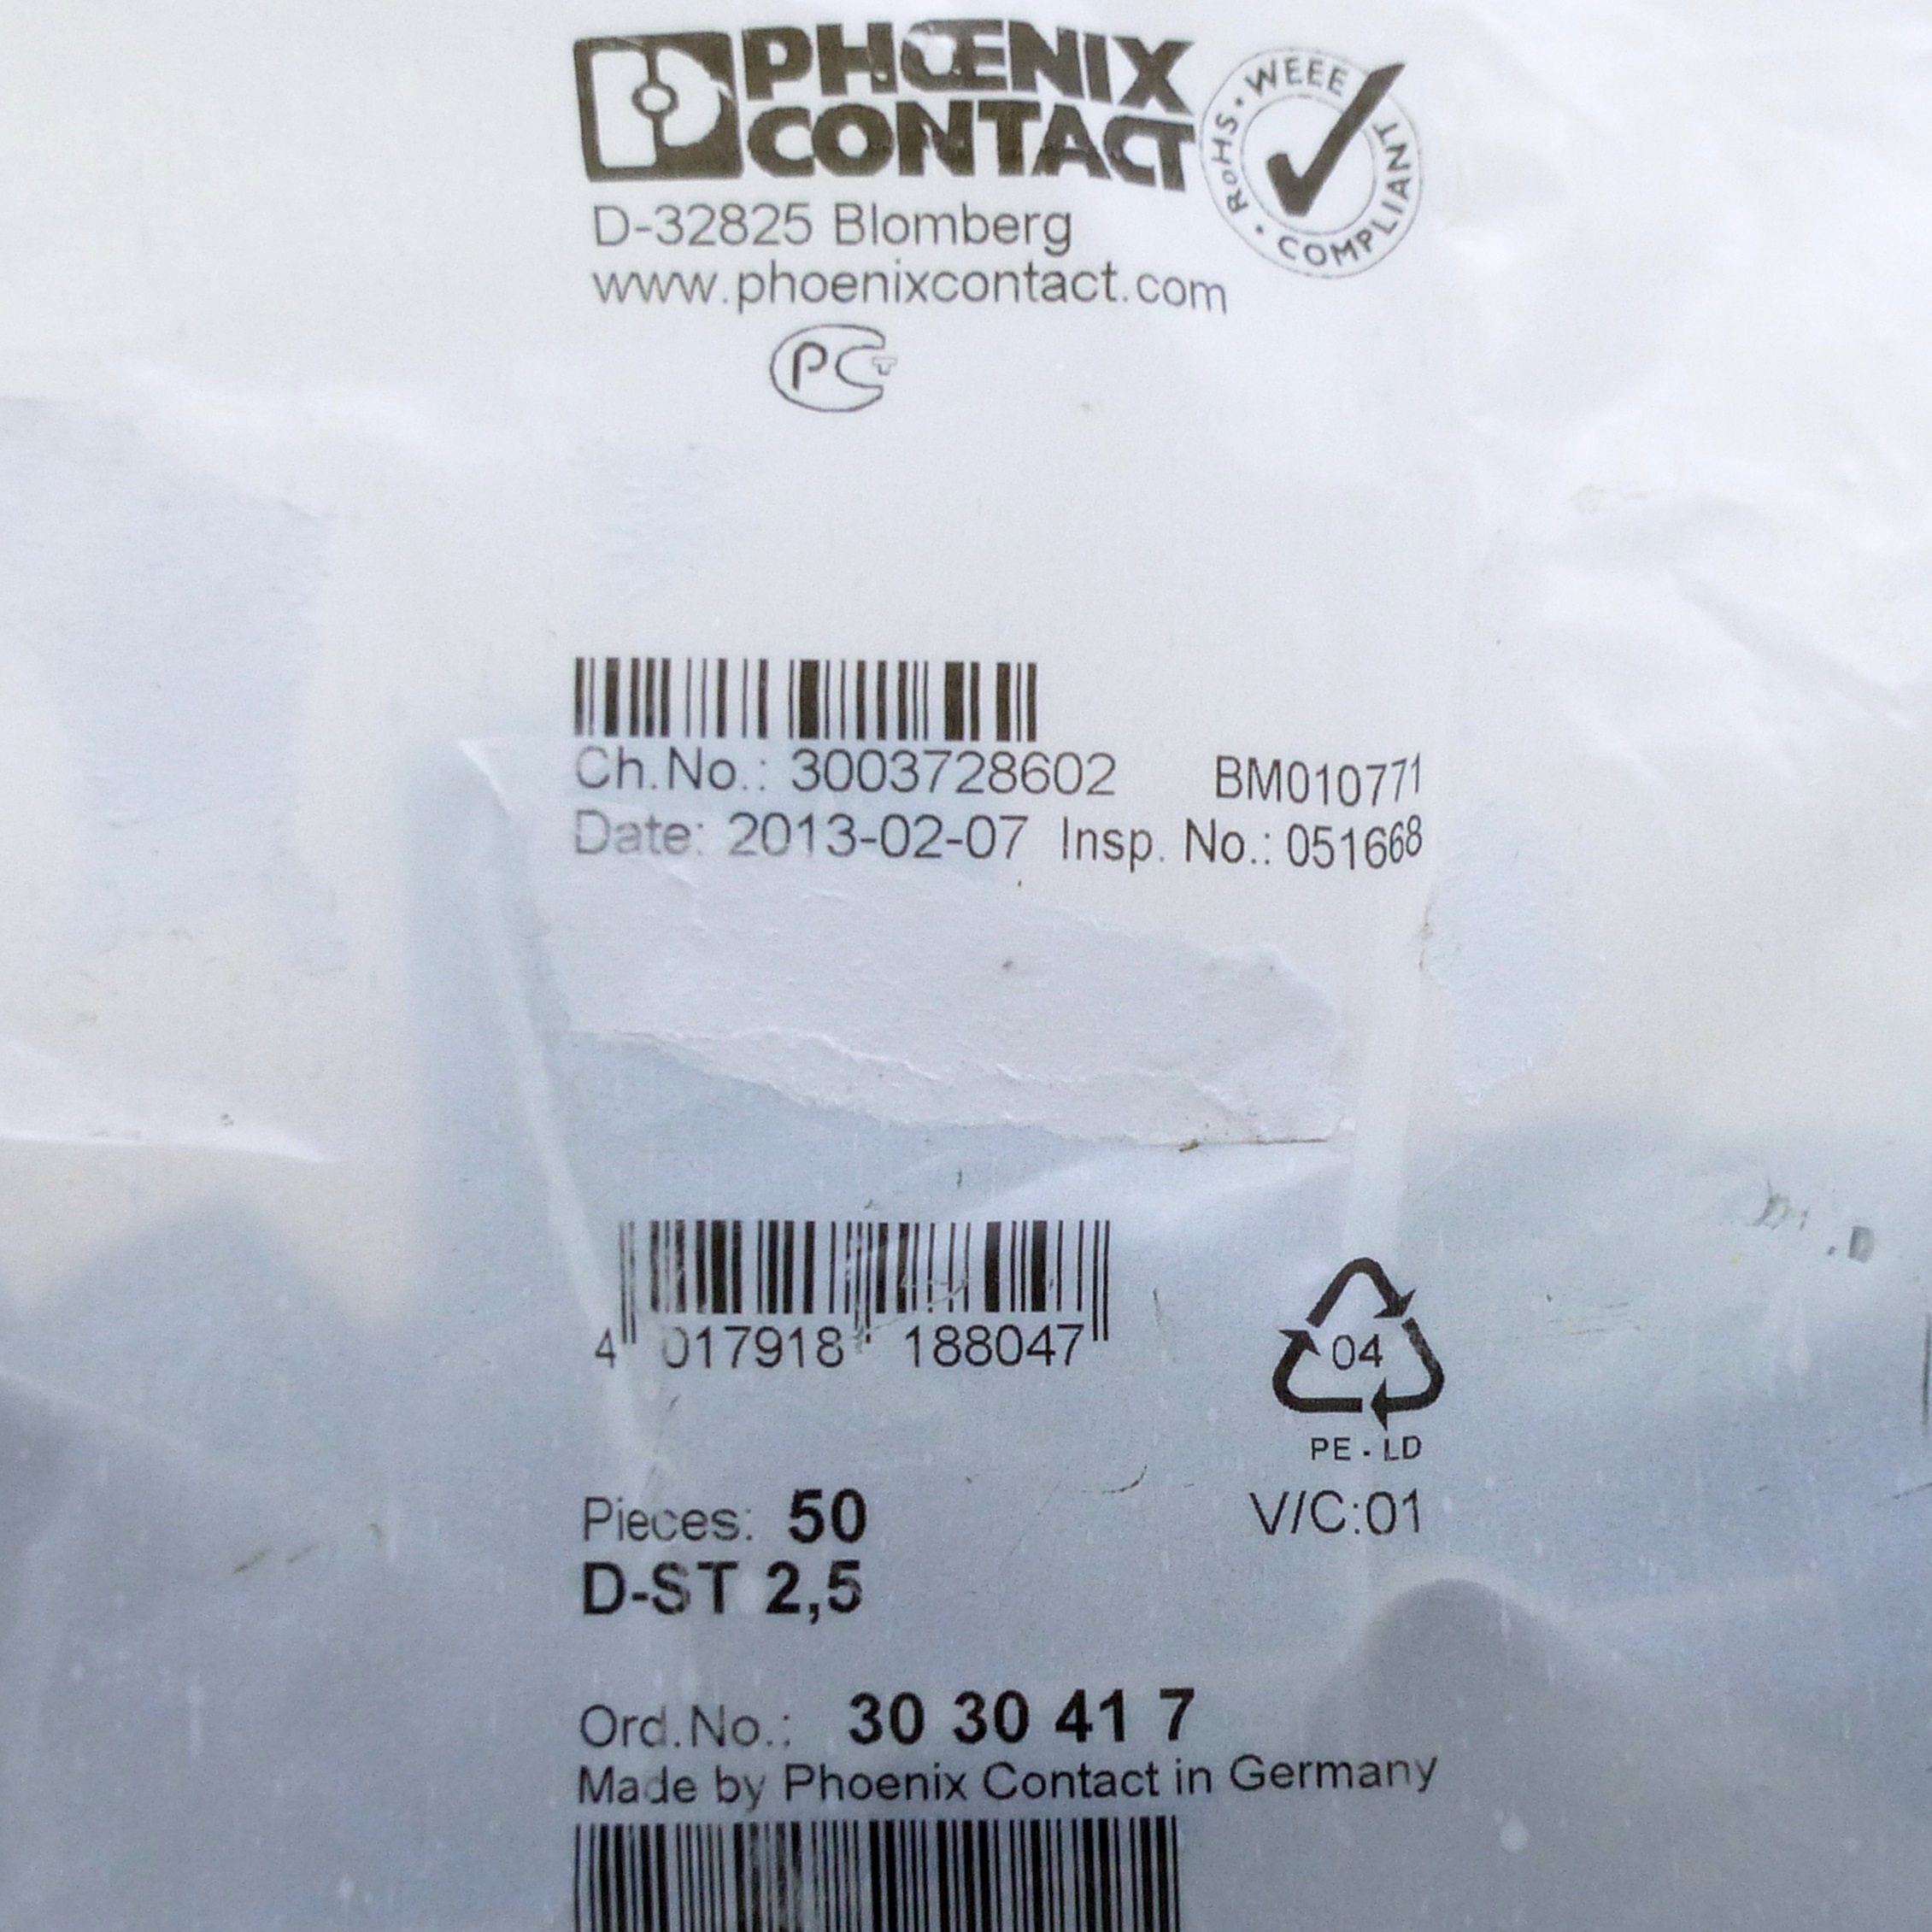 PHŒNIX
CONTACT
RoHS · WEEE · COMPLIANT
D-32825 Blomberg
www.phoenixcontact.com
PCT
Ch.No.: 3003728602 BM010771
Date: 2013-02-07 Insp. No.: 051668
4 017918 188047
04
PE - LD
Pieces: 50 V/C:01
D-ST 2,5
Ord.No.: 30 30 41 7
Made by Phoenix Contact in Germany